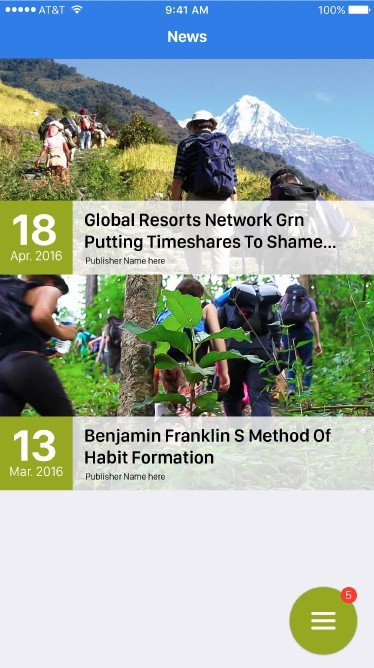 AT&T 9:41 AM 100%
News
18
Apr. 2016
Global Resorts Network Grn
Putting Timeshares To Shame...
Publisher Name here
13
Mar. 2016
Benjamin Franklin S Method Of
Habit Formation
Publisher Name here
5